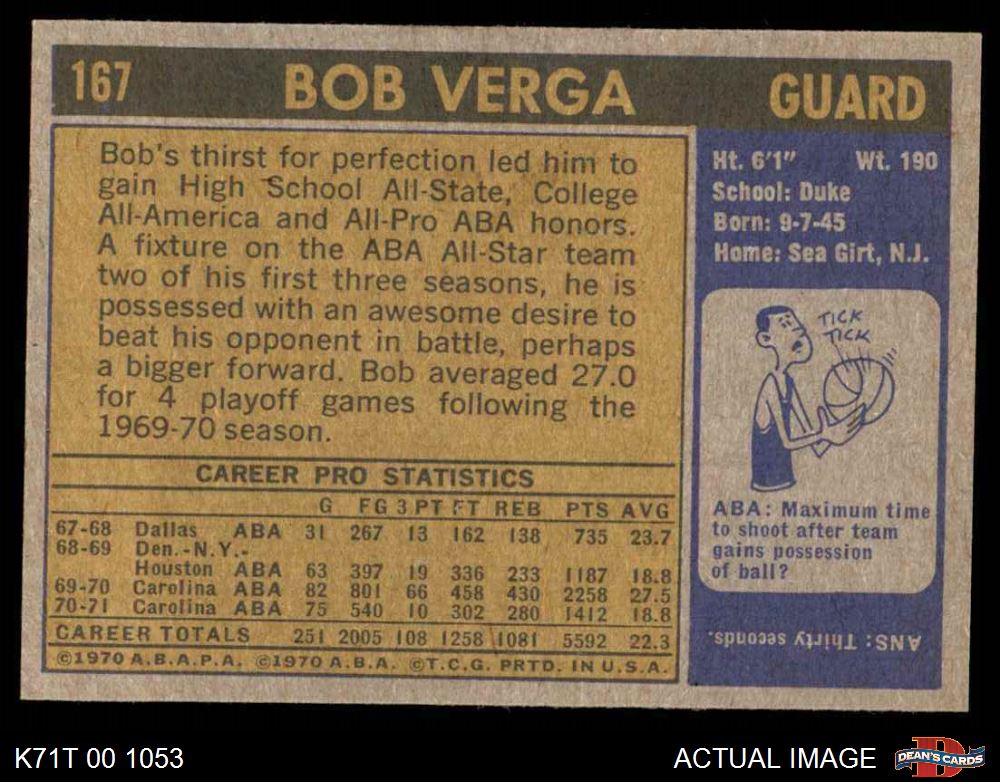 167 BOB VERGA GUARD
Bob's thirst for perfection led him to
gain High School All-State, College
All-America and All-Pro ABA honors.
A fixture on the ABA All-Star team
two of his first three seasons, he is
possessed with an awesome desire to
beat his opponent in battle, perhaps
a bigger forward. Bob averaged 27.0
for 4 playoff games following the
1969-70 season.
CAREER PRO STATISTICS
G FG 3 PT FT REB PTS AVG
67-68 Dallas ABA 31 267 13 162 138 735 23.7
68-69 Den.-N.Y.-
Houston ABA 63 397 19 336 233 1187 18.8
69-70 Carolina ABA 82 801 66 458 430 2258 27.5
70-71 Carolina ABA 75 540 10 302 280 1412 18.8
CAREER TOTALS 251 2005 108 1258 1081 5592 22.3
©1970 A.B.A.P.A. ©1970 A.B.A. ©T.C.G. PRTD. IN U.S.A.
Ht. 6'1" Wt. 190
School: Duke
Born: 9-7-45
Home: Sea Girt, N.J.
TICK
TICK
ABA: Maximum time
to shoot after team
gains possession
of ball?
ANS: Thirty seconds.
K71T 00 1053 ACTUAL IMAGE D DEAN'S CARDS